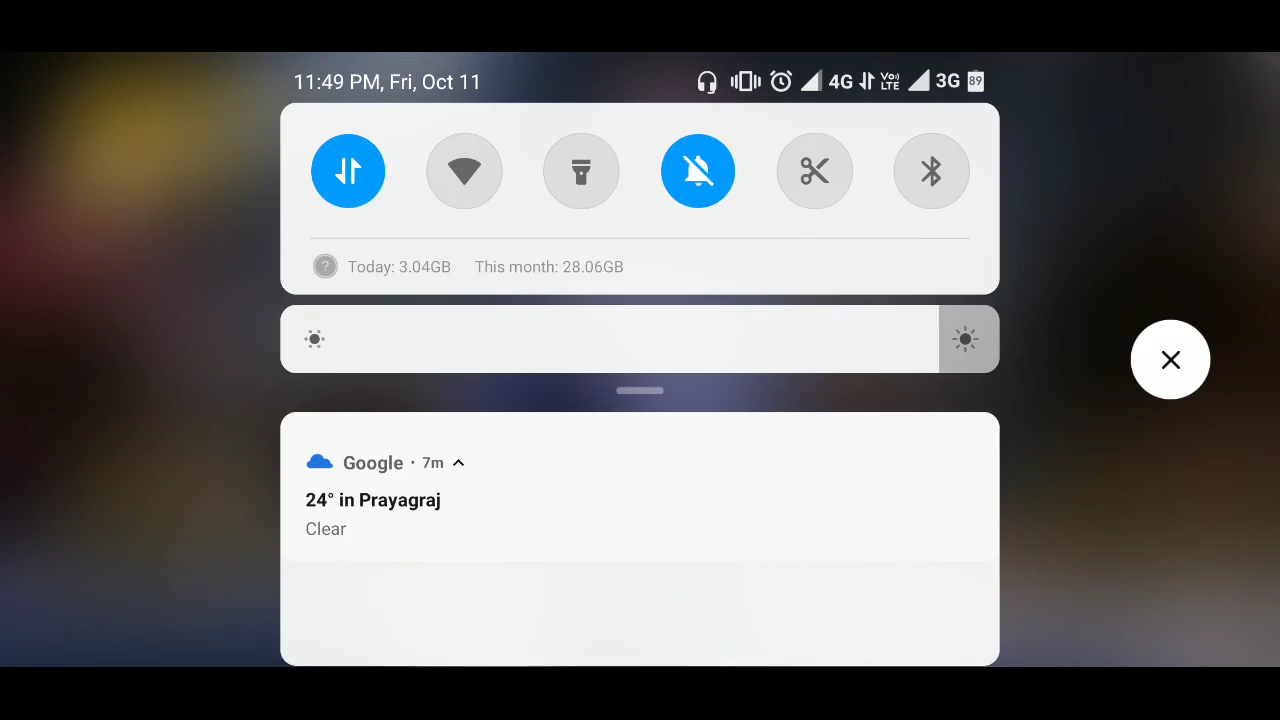 11:49 PM, Fri, Oct 11 4G Vo) LTE 3G 89
? Today: 3.04GB This month: 28.06GB
Google · 7m
24° in Prayagraj
Clear